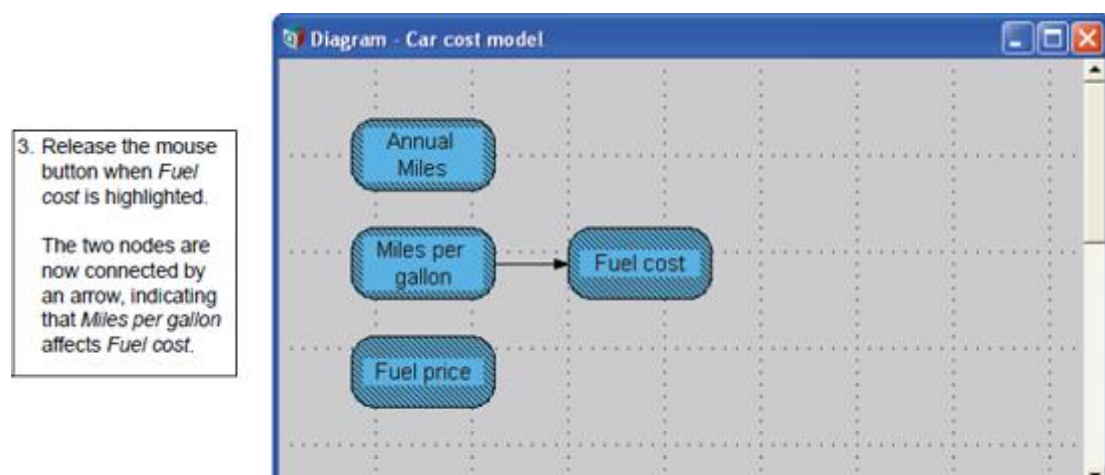 3. Release the mouse
button when Fuel
cost is highlighted.
The two nodes are
now connected by
an arrow, indicating
that Miles per gallon
affects Fuel cost.
Diagram - Car cost model
Annual
Miles
Miles per
gallon
Fuel cost
Fuel price